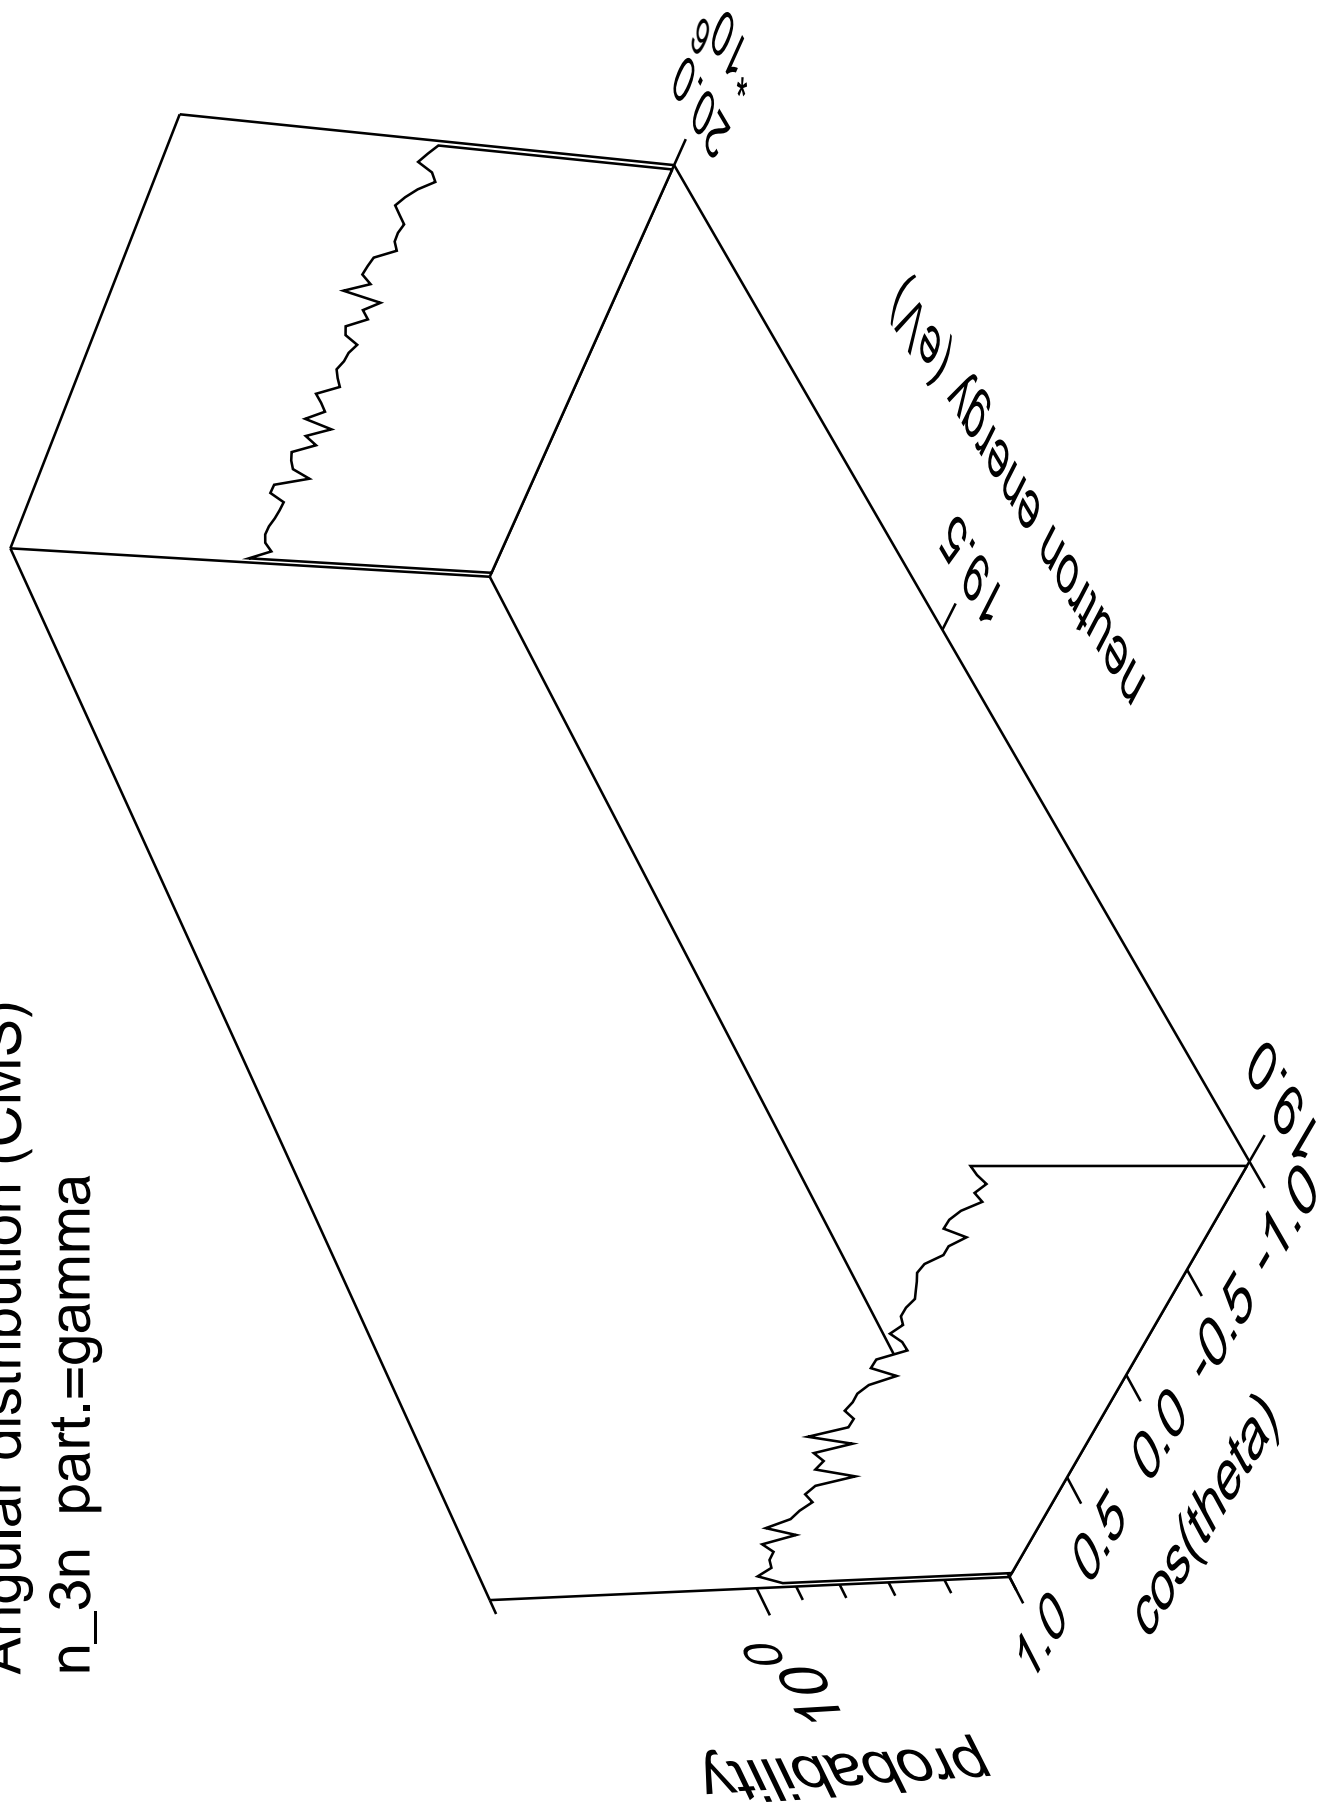 Angular distribution (CMS)
n_3n part.=gamma
probability
10^0
1.0
0.5
0.0
-0.5
-1.0
cos(theta)
19.0
19.5
20.0
*10^6
neutron energy (eV)